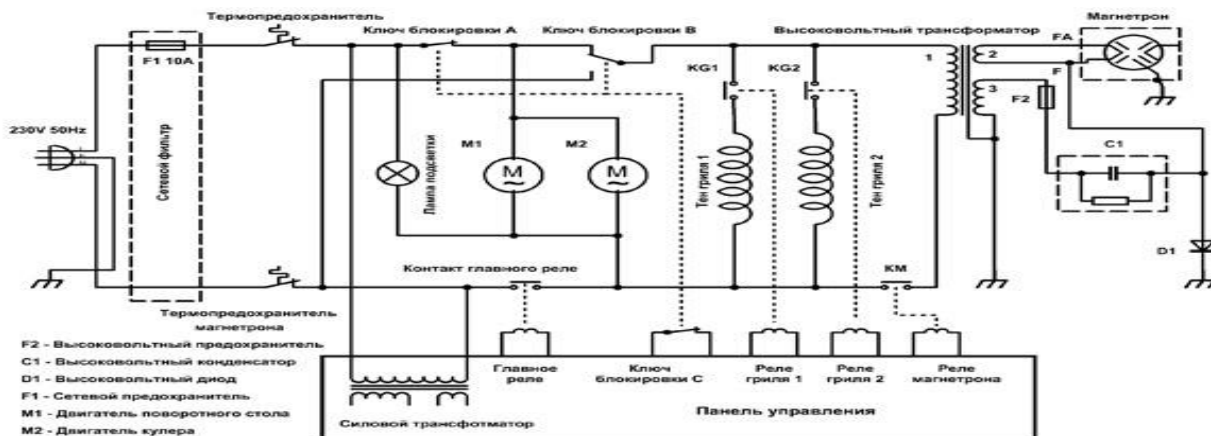 Термопредохранитель
Ключ блокировки А
Ключ блокировки В
Высоковольтный трансформатор
Магнетрон
F1 10A
1
2
3
FA
F
F2
KG1
KG2
230V 50Hz
Сетевой фильтр
Лампа подсветки
M1
M
M2
M
Тен гриля 1
Тен гриля 2
C1
D1
Контакт главного реле
KM
Термопредохранитель
магнетрона
F2 - Высоковольтный предохранитель
C1 - Высоковольтный конденсатор
D1 - Высоковольтный диод
F1 - Сетевой предохранитель
M1 - Двигатель поворотного стола
M2 - Двигатель кулера
Главное
реле
Ключ
блокировки С
Реле
гриля 1
Реле
гриля 2
Реле
магнетрона
Силовой трансфотматор
Панель управления